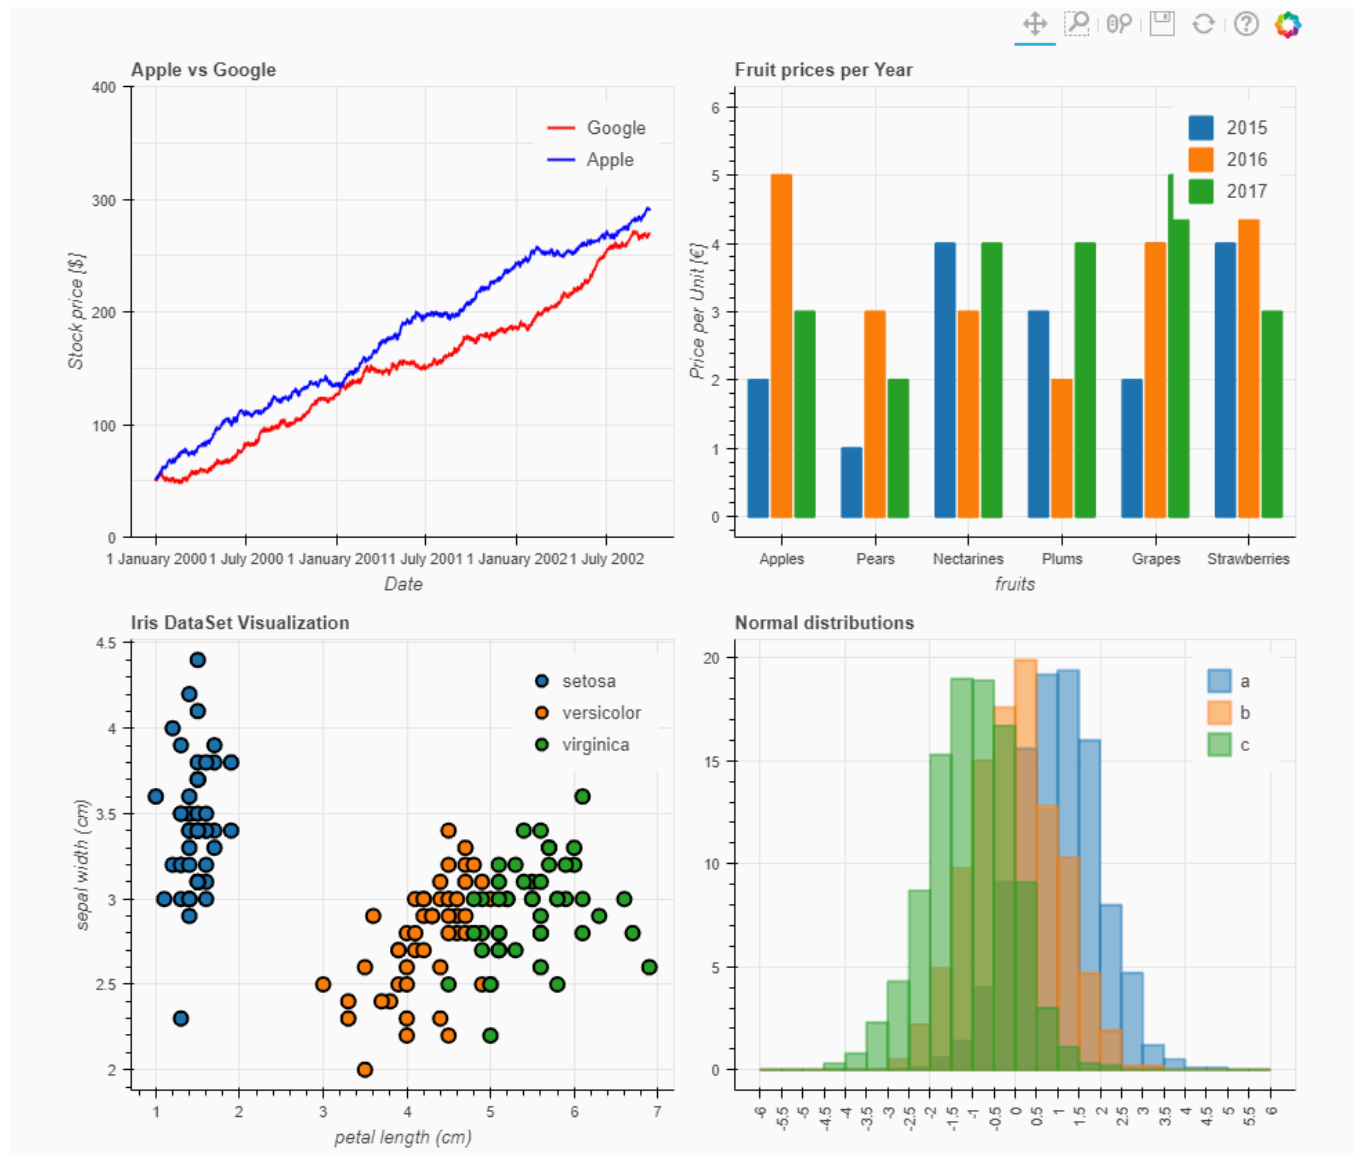 Apple vs Google
400
300
200
100
0
Stock price [$]
Google
Apple
1 January 2000 1 July 2000 1 January 2001 1 July 2001 1 January 2002 1 July 2002
Date
Fruit prices per Year
6
5
4
3
2
1
0
Price per Unit [€]
2015
2016
2017
Apples Pears Nectarines Plums Grapes Strawberries
fruits
Iris DataSet Visualization
4.5
4
3.5
3
2.5
2
sepal width (cm)
setosa
versicolor
virginica
1 2 3 4 5 6 7
petal length (cm)
Normal distributions
20
15
10
5
0
a
b
c
-6 -5.5 -5 -4.5 -4 -3.5 -3 -2.5 -2 -1.5 -1 -0.5 0 0.5 1 1.5 2 2.5 3 3.5 4 4.5 5 5.5 6